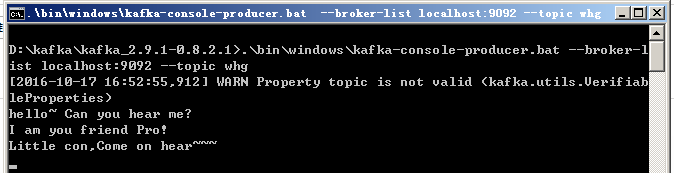 .\bin\windows\kafka-console-producer.bat --broker-list localhost:9092 --topic whg
D:\kafka\kafka_2.9.1-0.8.2.1>.\bin\windows\kafka-console-producer.bat --broker-l
ist localhost:9092 --topic whg
[2016-10-17 16:52:55,912] WARN Property topic is not valid (kafka.utils.Verifiab
leProperties)
hello~ Can you hear me?
I am you friend Pro!
Little con,Come on hear~~~